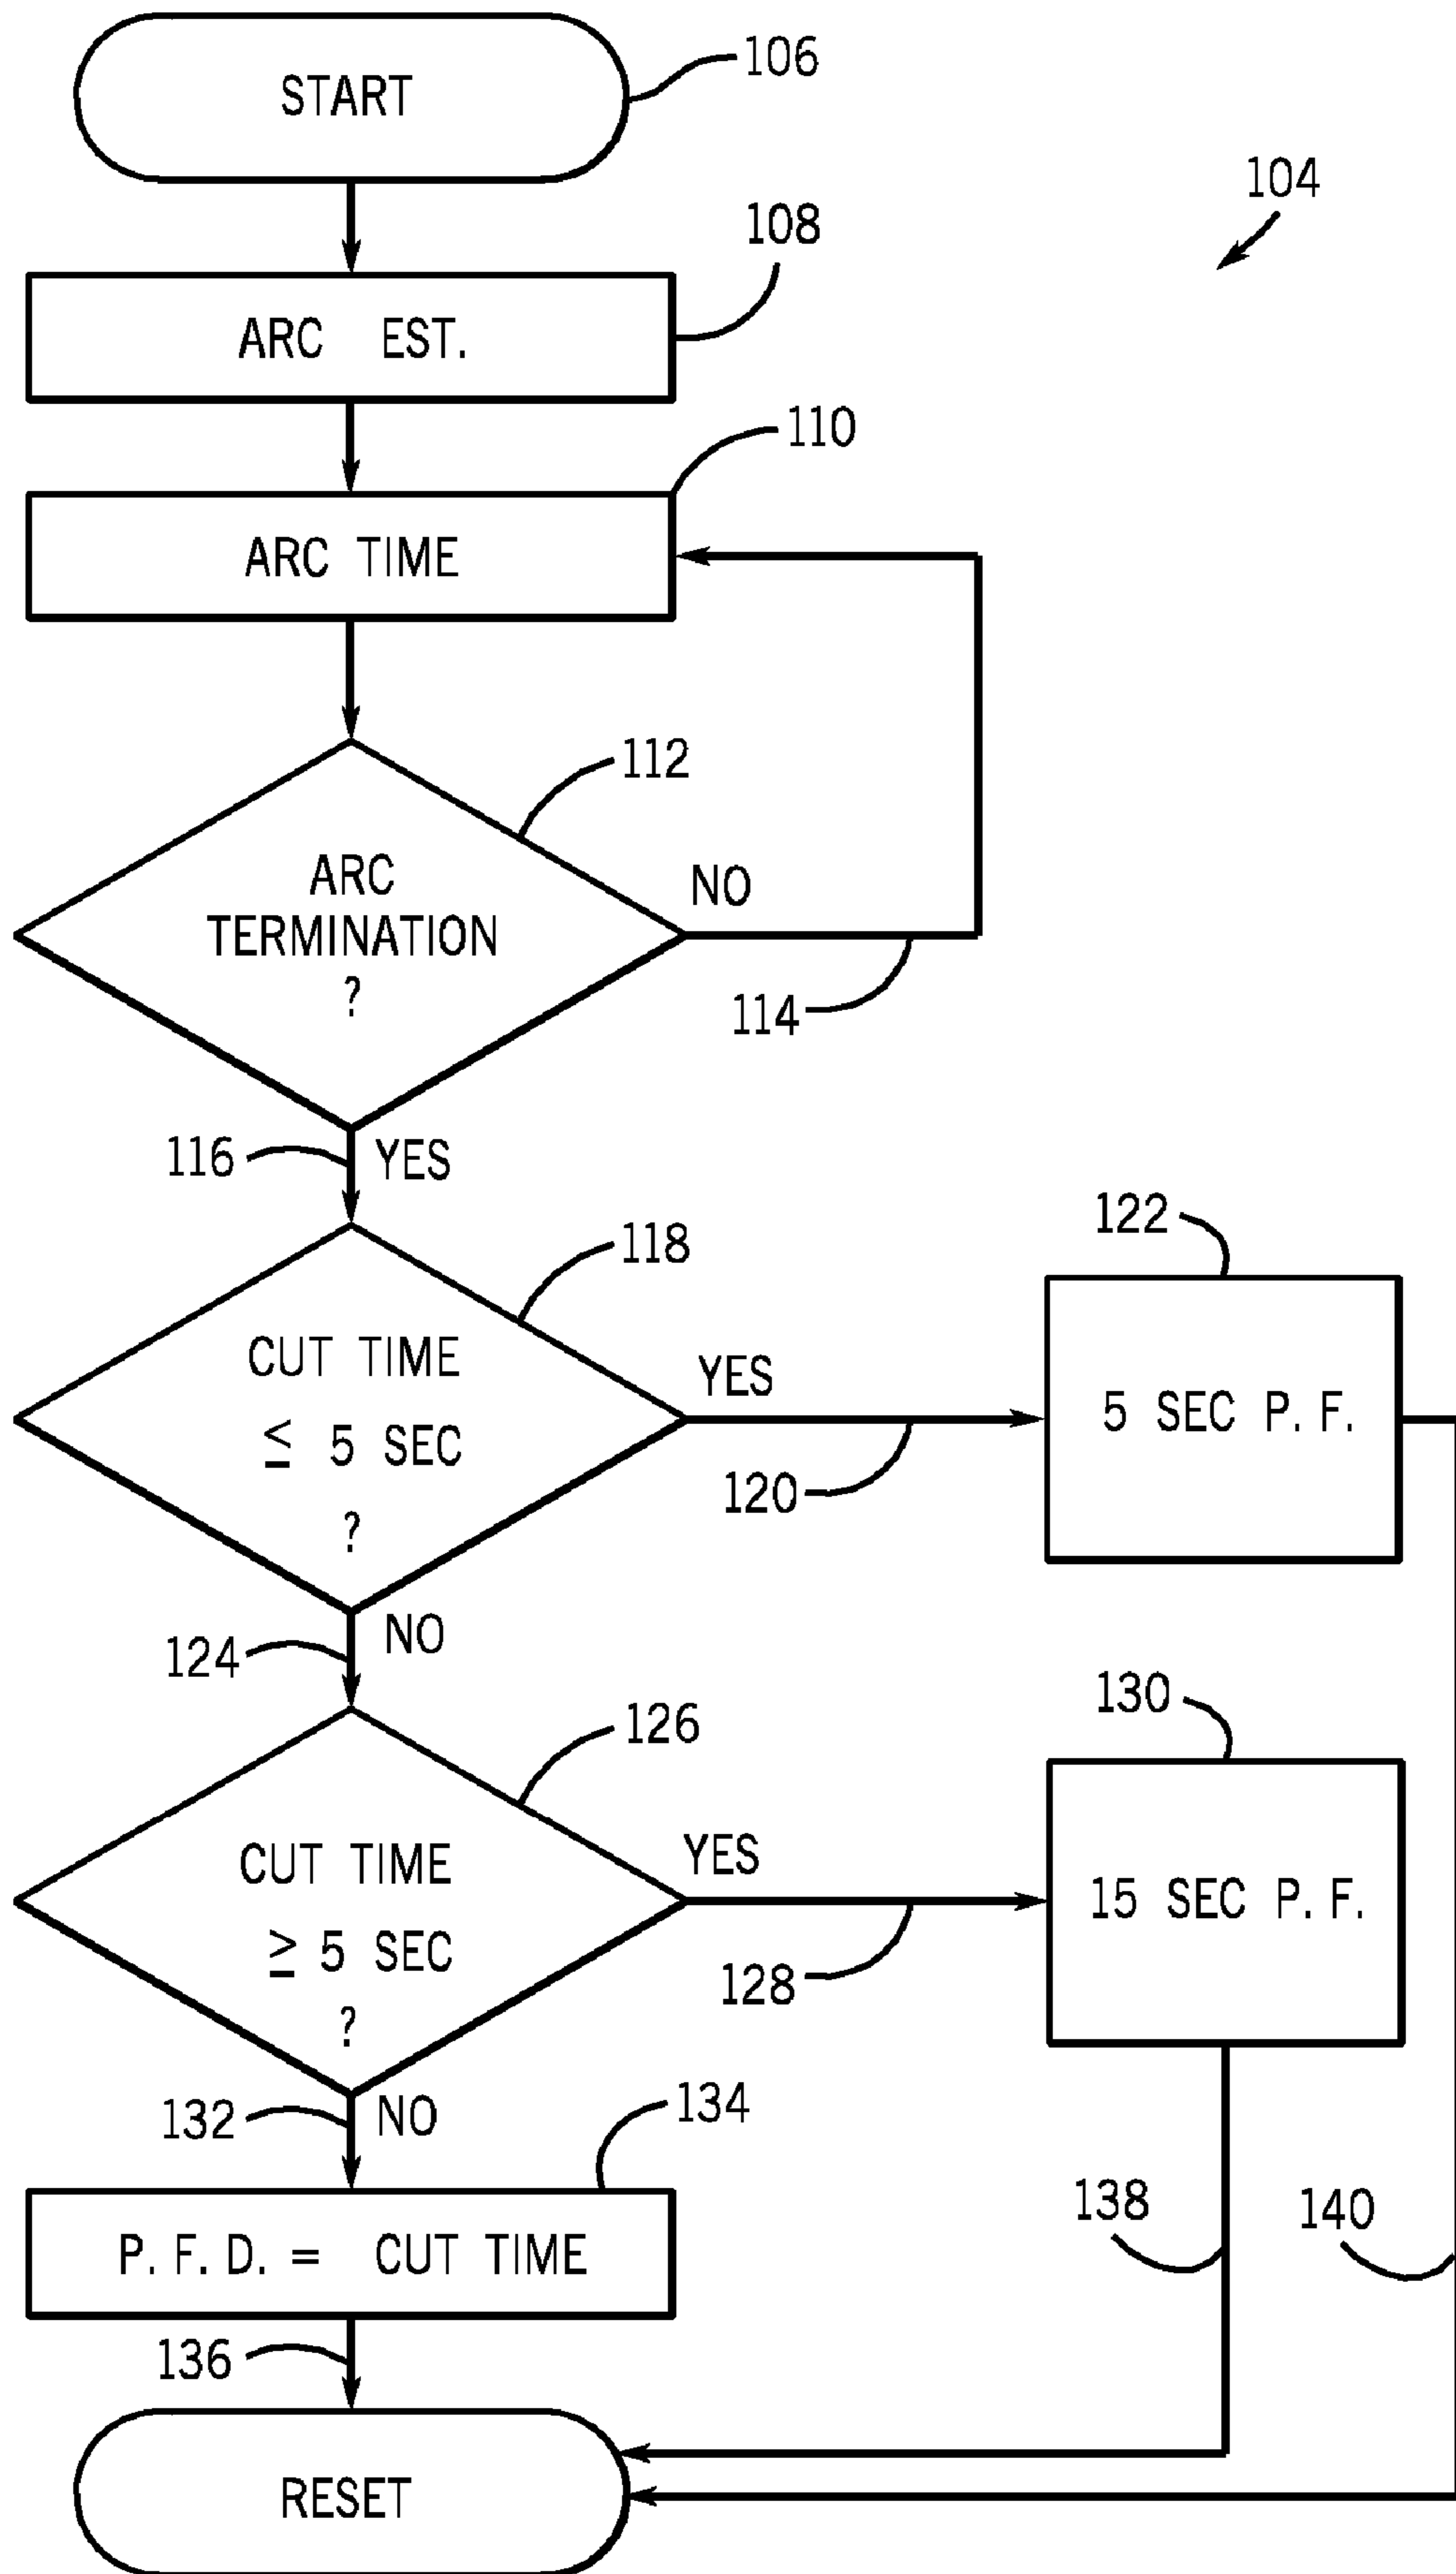 START
106
104
108
ARC EST.
110
ARC TIME
112
ARC
TERMINATION
?
NO
114
116
YES
118
122
CUT TIME
≤ 5 SEC
?
YES
120
5 SEC P. F.
124
NO
126
130
CUT TIME
≥ 5 SEC
?
YES
128
15 SEC P. F.
132
NO
134
P. F. D. = CUT TIME
138
140
136
RESET